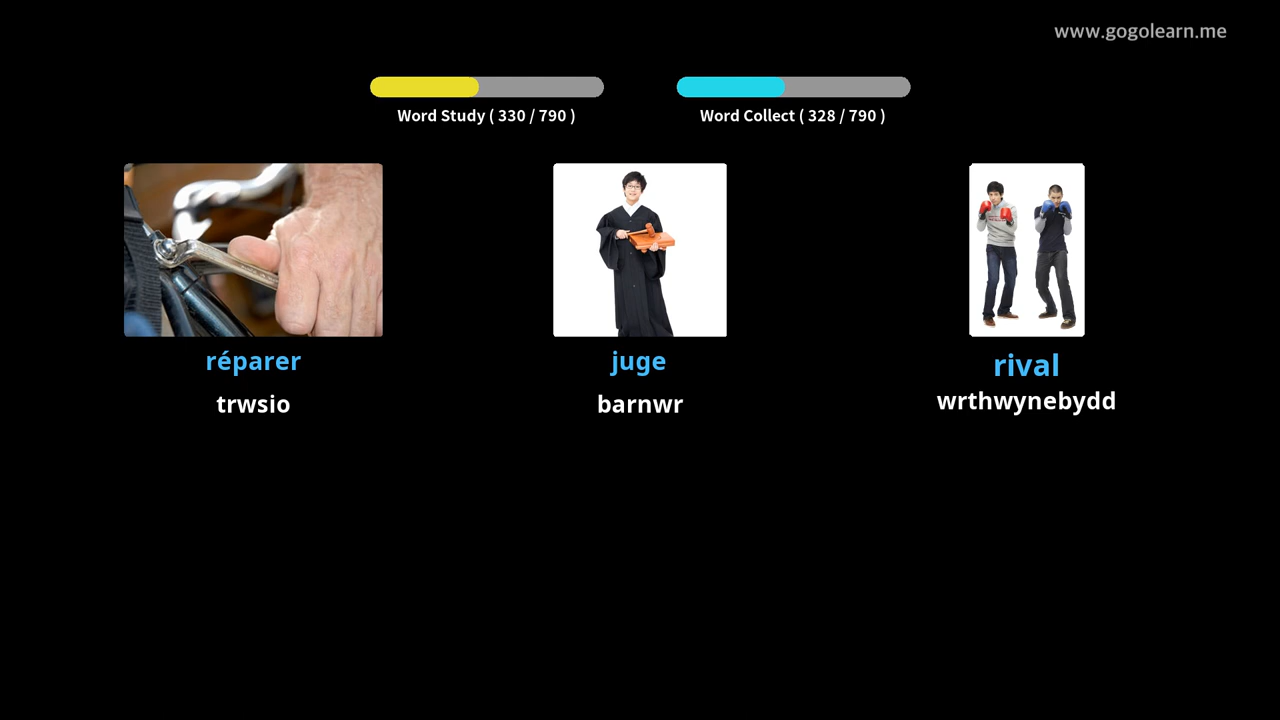 www.gogolearn.me
Word Study ( 330 / 790 )
Word Collect ( 328 / 790 )
réparer
juge
rival
trwsio
barnwr
wrthwynebydd